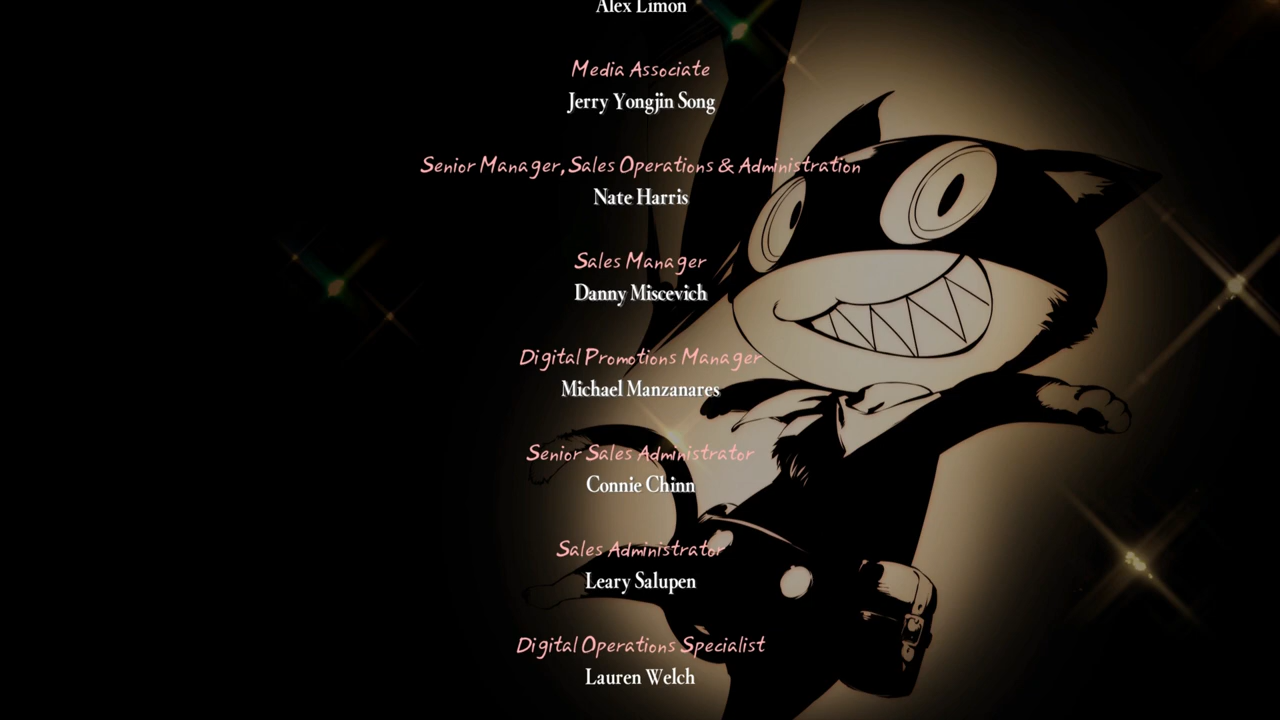 Alex Limon
Media Associate
Jerry Yongjin Song
Senior Manager, Sales Operations & Administration
Nate Harris
Sales Manager
Danny Miscevich
Digital Promotions Manager
Michael Manzanares
Senior Sales Administrator
Connie Chinn
Sales Administrator
Leary Salupen
Digital Operations Specialist
Lauren Welch